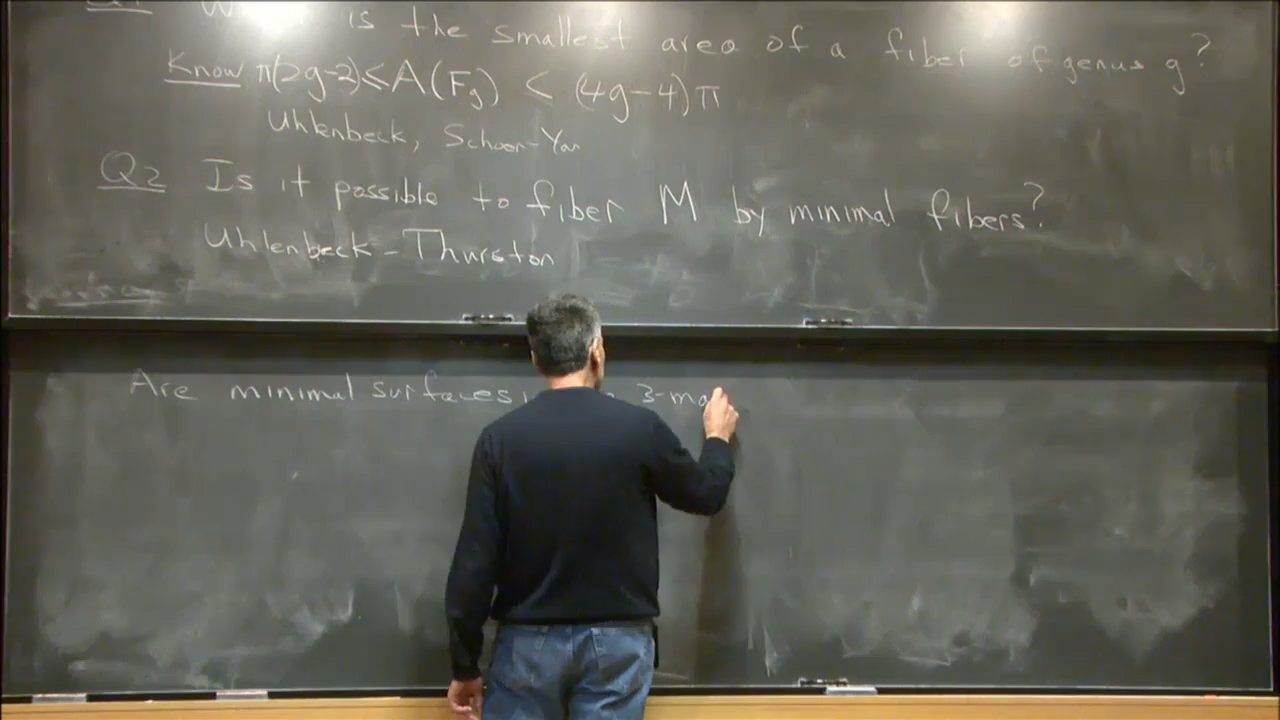 is the smallest area of a fiber of genus g?
Know π(2g-2) ≤ A(Fg) < (4g-4)π
Uhlenbeck, Schoen-Yau
Q2 Is it possible to fiber M by minimal fibers?
Uhlenbeck - Thurston
Are minimal surfaces 3-ma